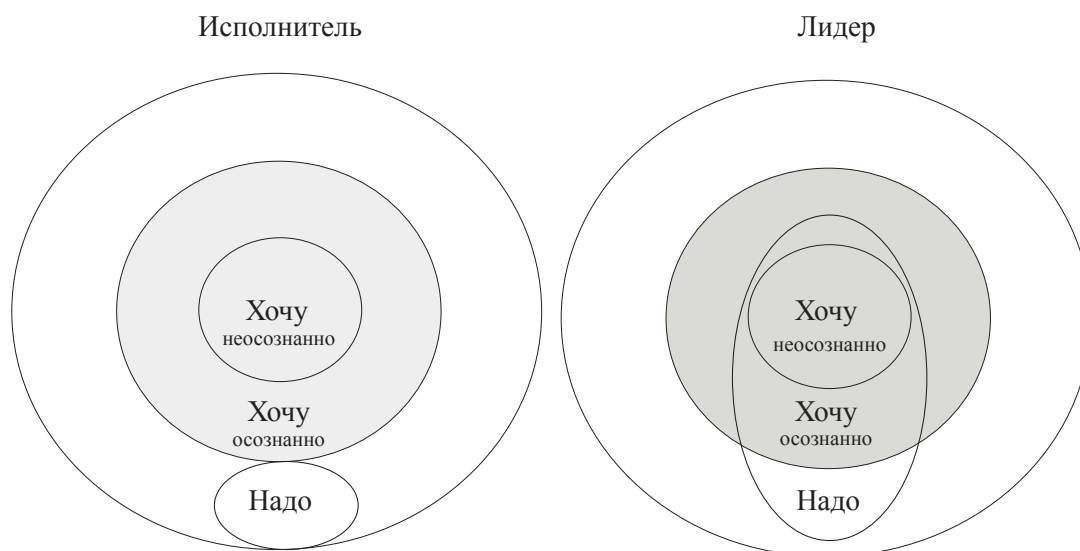 Исполнитель
Хочу
неосознанно
Хочу
осознанно
Надо
Лидер
Хочу
неосознанно
Хочу
осознанно
Надо